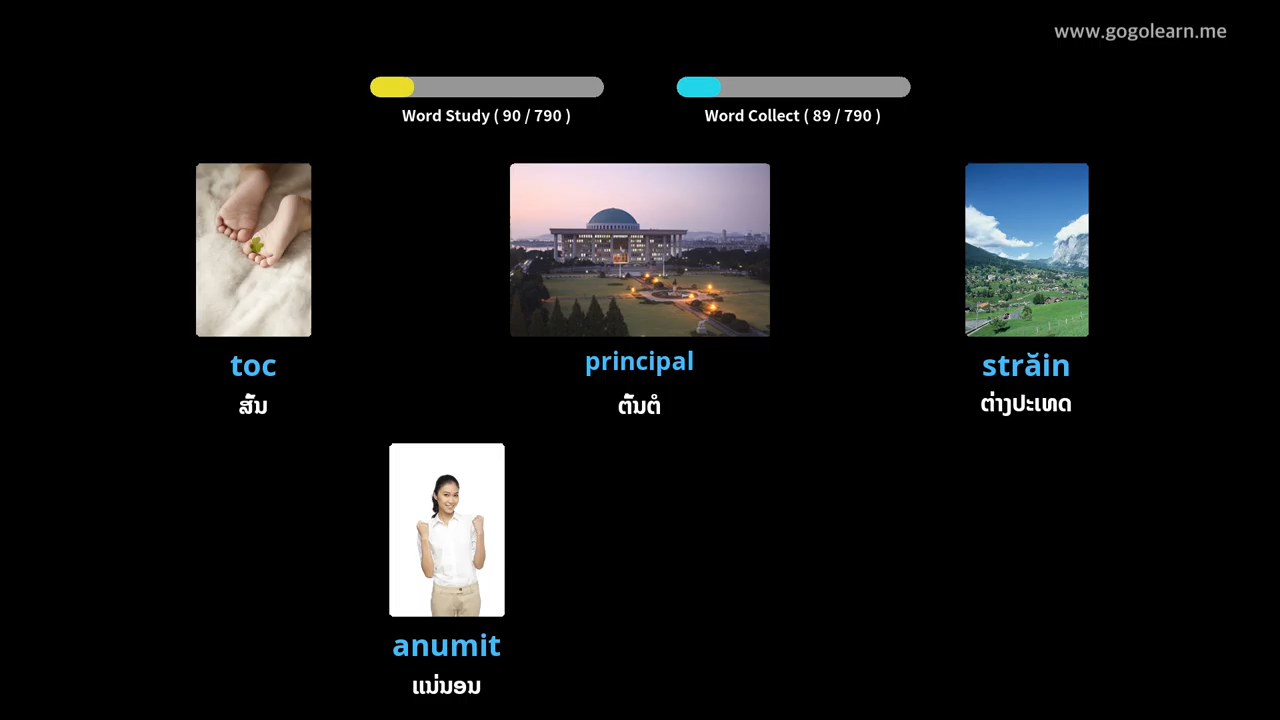 www.gogolearn.me
Word Study ( 90 / 790 )
Word Collect ( 89 / 790 )
toc
ສົ້ນ
principal
ຕົ້ນຕໍ
străin
ຕ່າງປະເທດ
anumit
ແນ່ນອນ